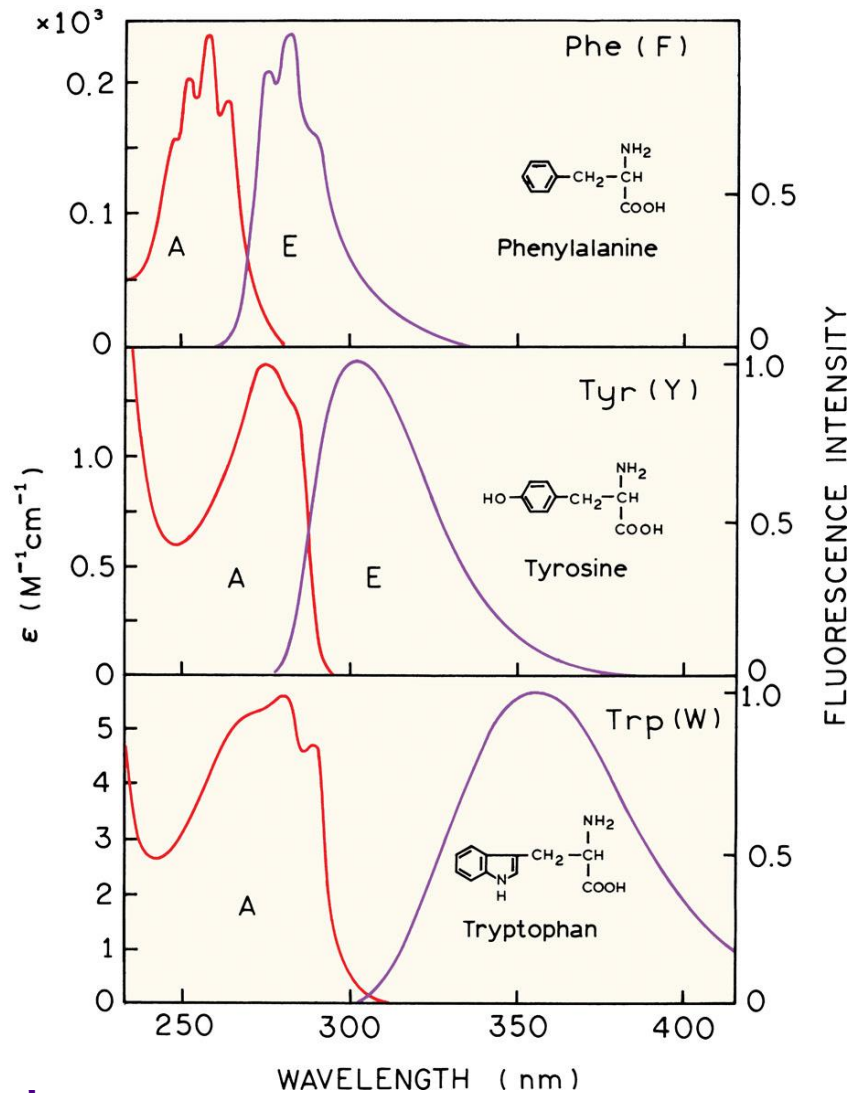 ×10³
Phe (F)
0.2
0.1
0
0.5
0
A
E
NH₂
CH₂
CH
COOH
Phenylalanine
Tyr (Y)
1.0
0.5
0
1.0
0.5
0
A
E
NH₂
HO
CH₂
CH
COOH
Tyrosine
Trp (W)
5
4
3
2
1
0
1.0
0.5
0
A
NH₂
CH₂
CH
COOH
N
H
Tryptophan
250
300
350
400
WAVELENGTH (nm)
ε (M⁻¹cm⁻¹)
FLUORESCENCE INTENSITY